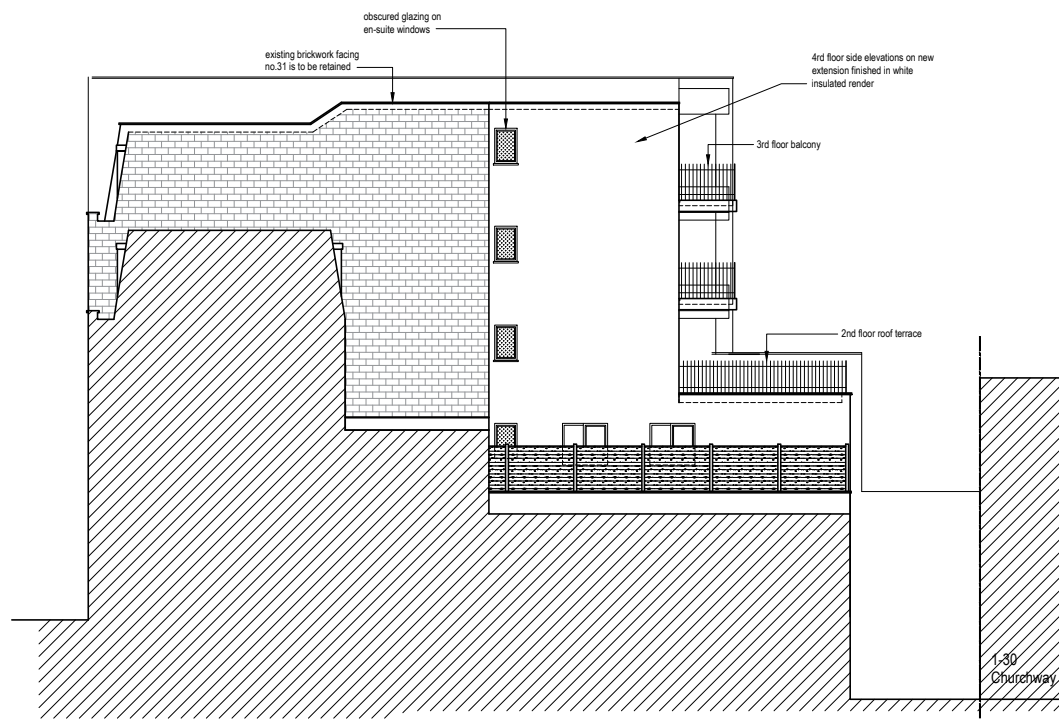 obscured glazing on
en-suite windows
existing brickwork facing
no.31 is to be retained
4rd floor side elevations on new
extension finished in white
insulated render
3rd floor balcony
2nd floor roof terrace
1-30
Churchway